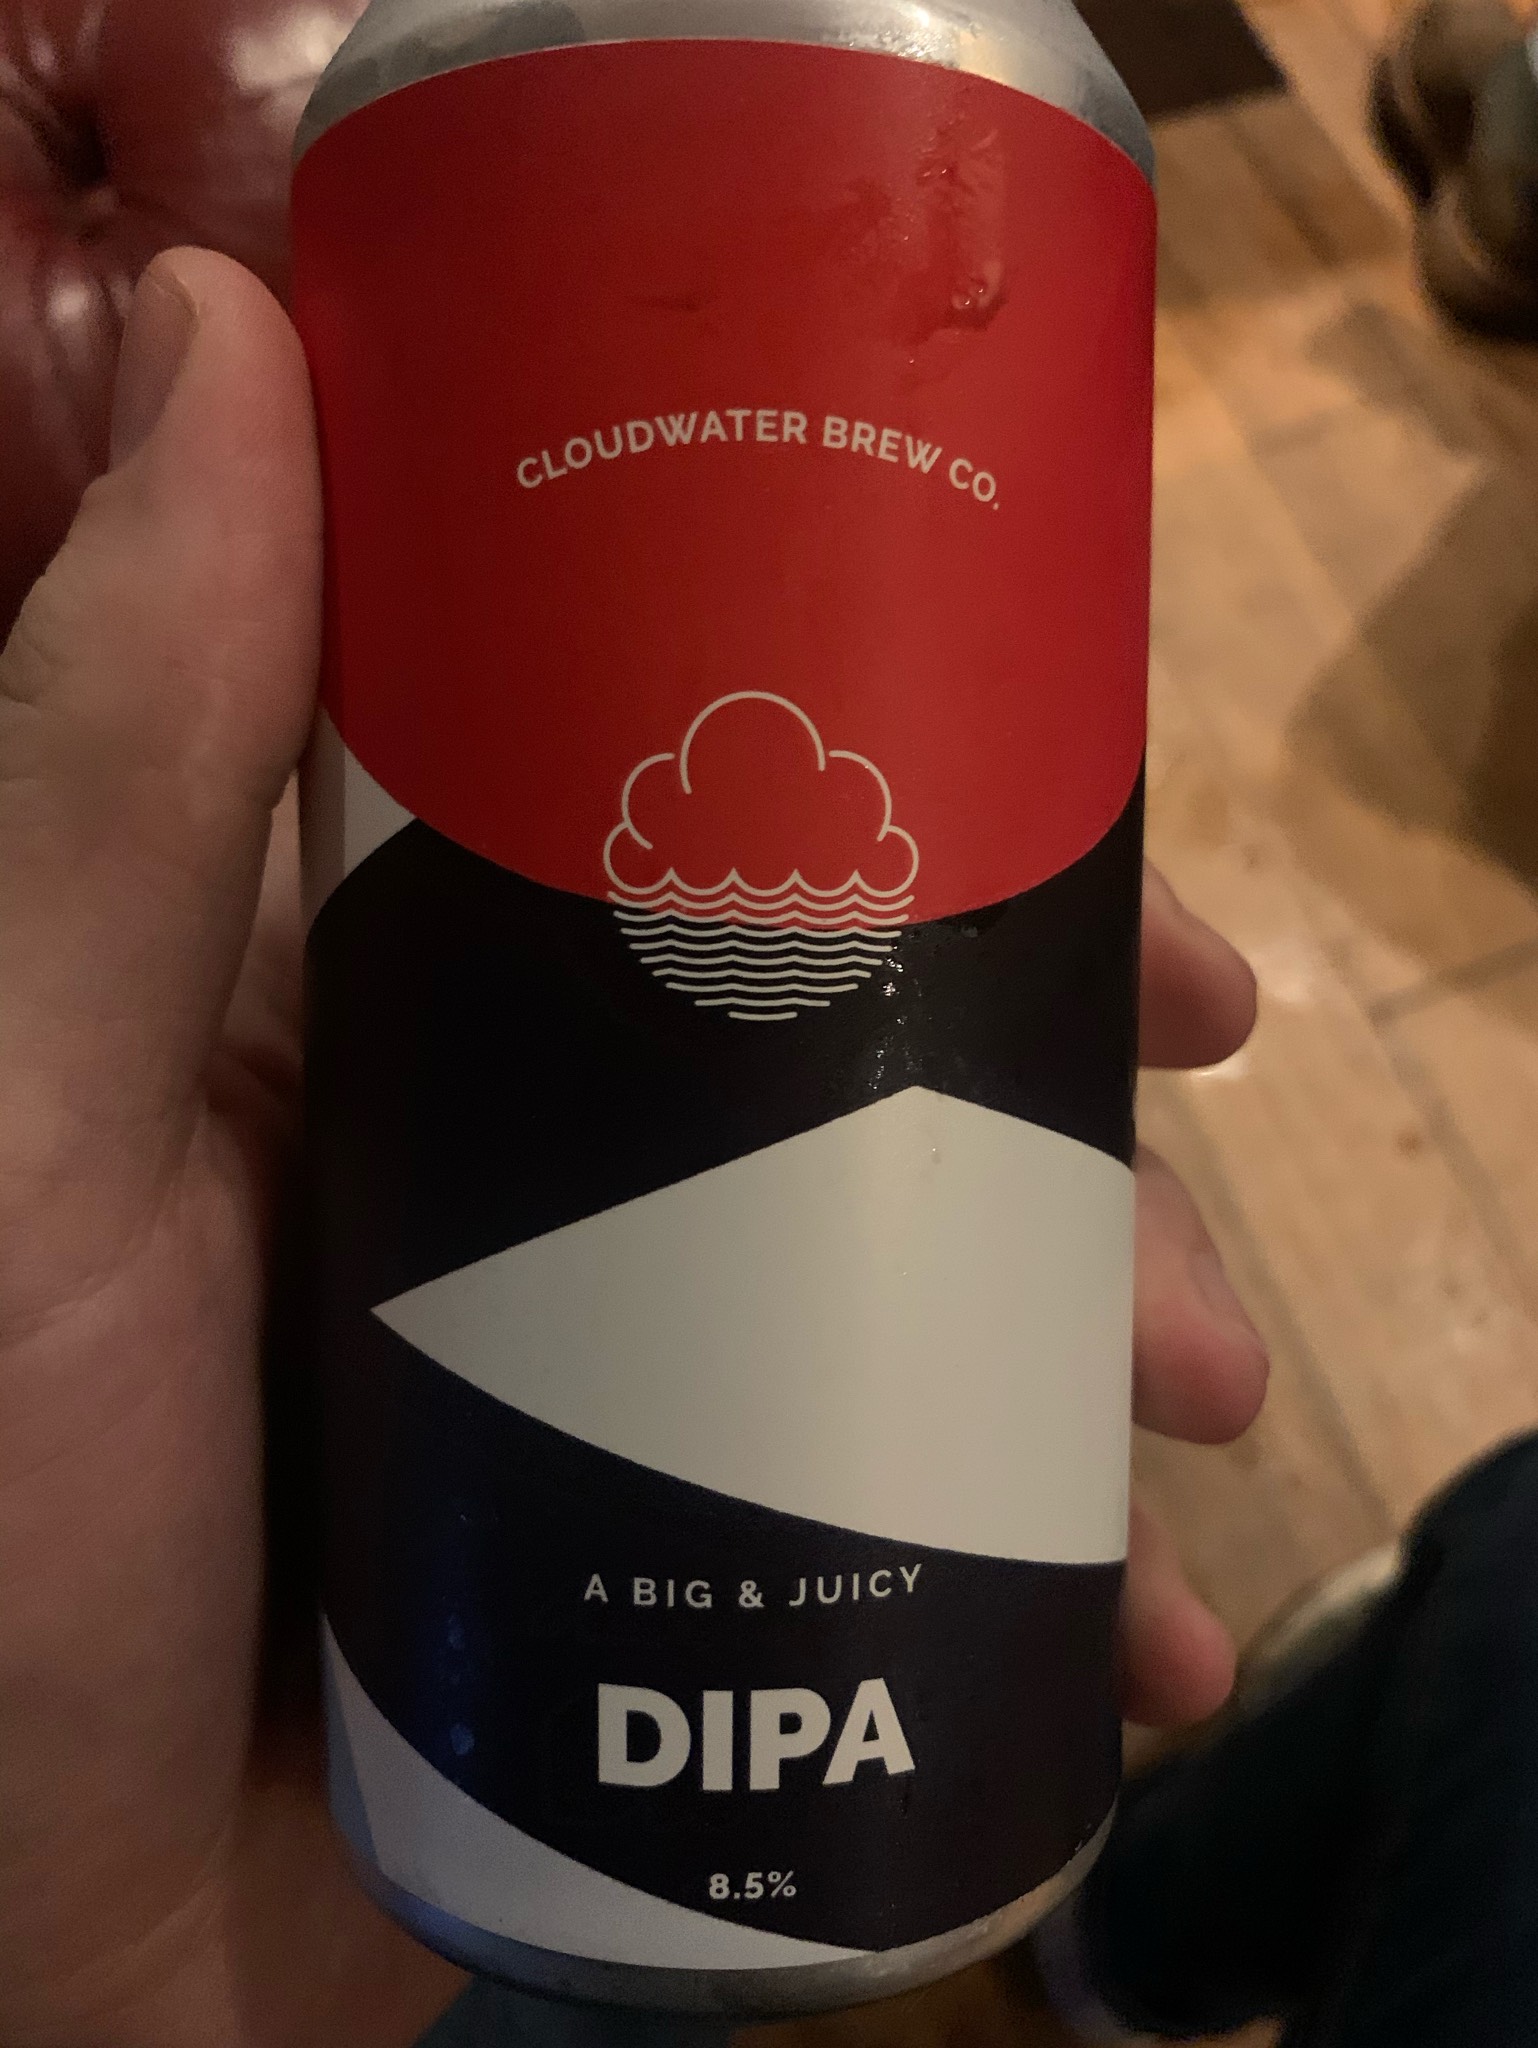 CLOUDWATER BREW CO.
A BIG & JUICY
DIPA
8.5%